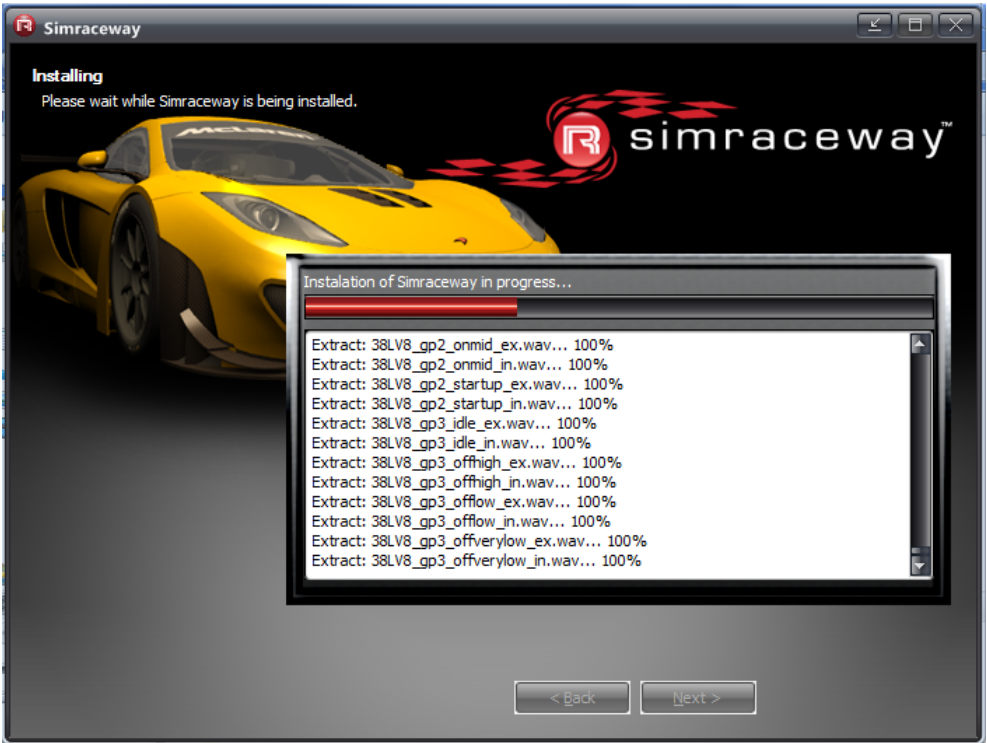 Simraceway
Installing
Please wait while Simraceway is being installed.
McLaren
simraceway™
Instalation of Simraceway in progress...
Extract: 38LV8_gp2_onmid_ex.wav... 100%
Extract: 38LV8_gp2_onmid_in.wav... 100%
Extract: 38LV8_gp2_startup_ex.wav... 100%
Extract: 38LV8_gp2_startup_in.wav... 100%
Extract: 38LV8_gp3_idle_ex.wav... 100%
Extract: 38LV8_gp3_idle_in.wav... 100%
Extract: 38LV8_gp3_offhigh_ex.wav... 100%
Extract: 38LV8_gp3_offhigh_in.wav... 100%
Extract: 38LV8_gp3_offlow_ex.wav... 100%
Extract: 38LV8_gp3_offlow_in.wav... 100%
Extract: 38LV8_gp3_offverylow_ex.wav... 100%
Extract: 38LV8_gp3_offverylow_in.wav... 100%
< Back Next >